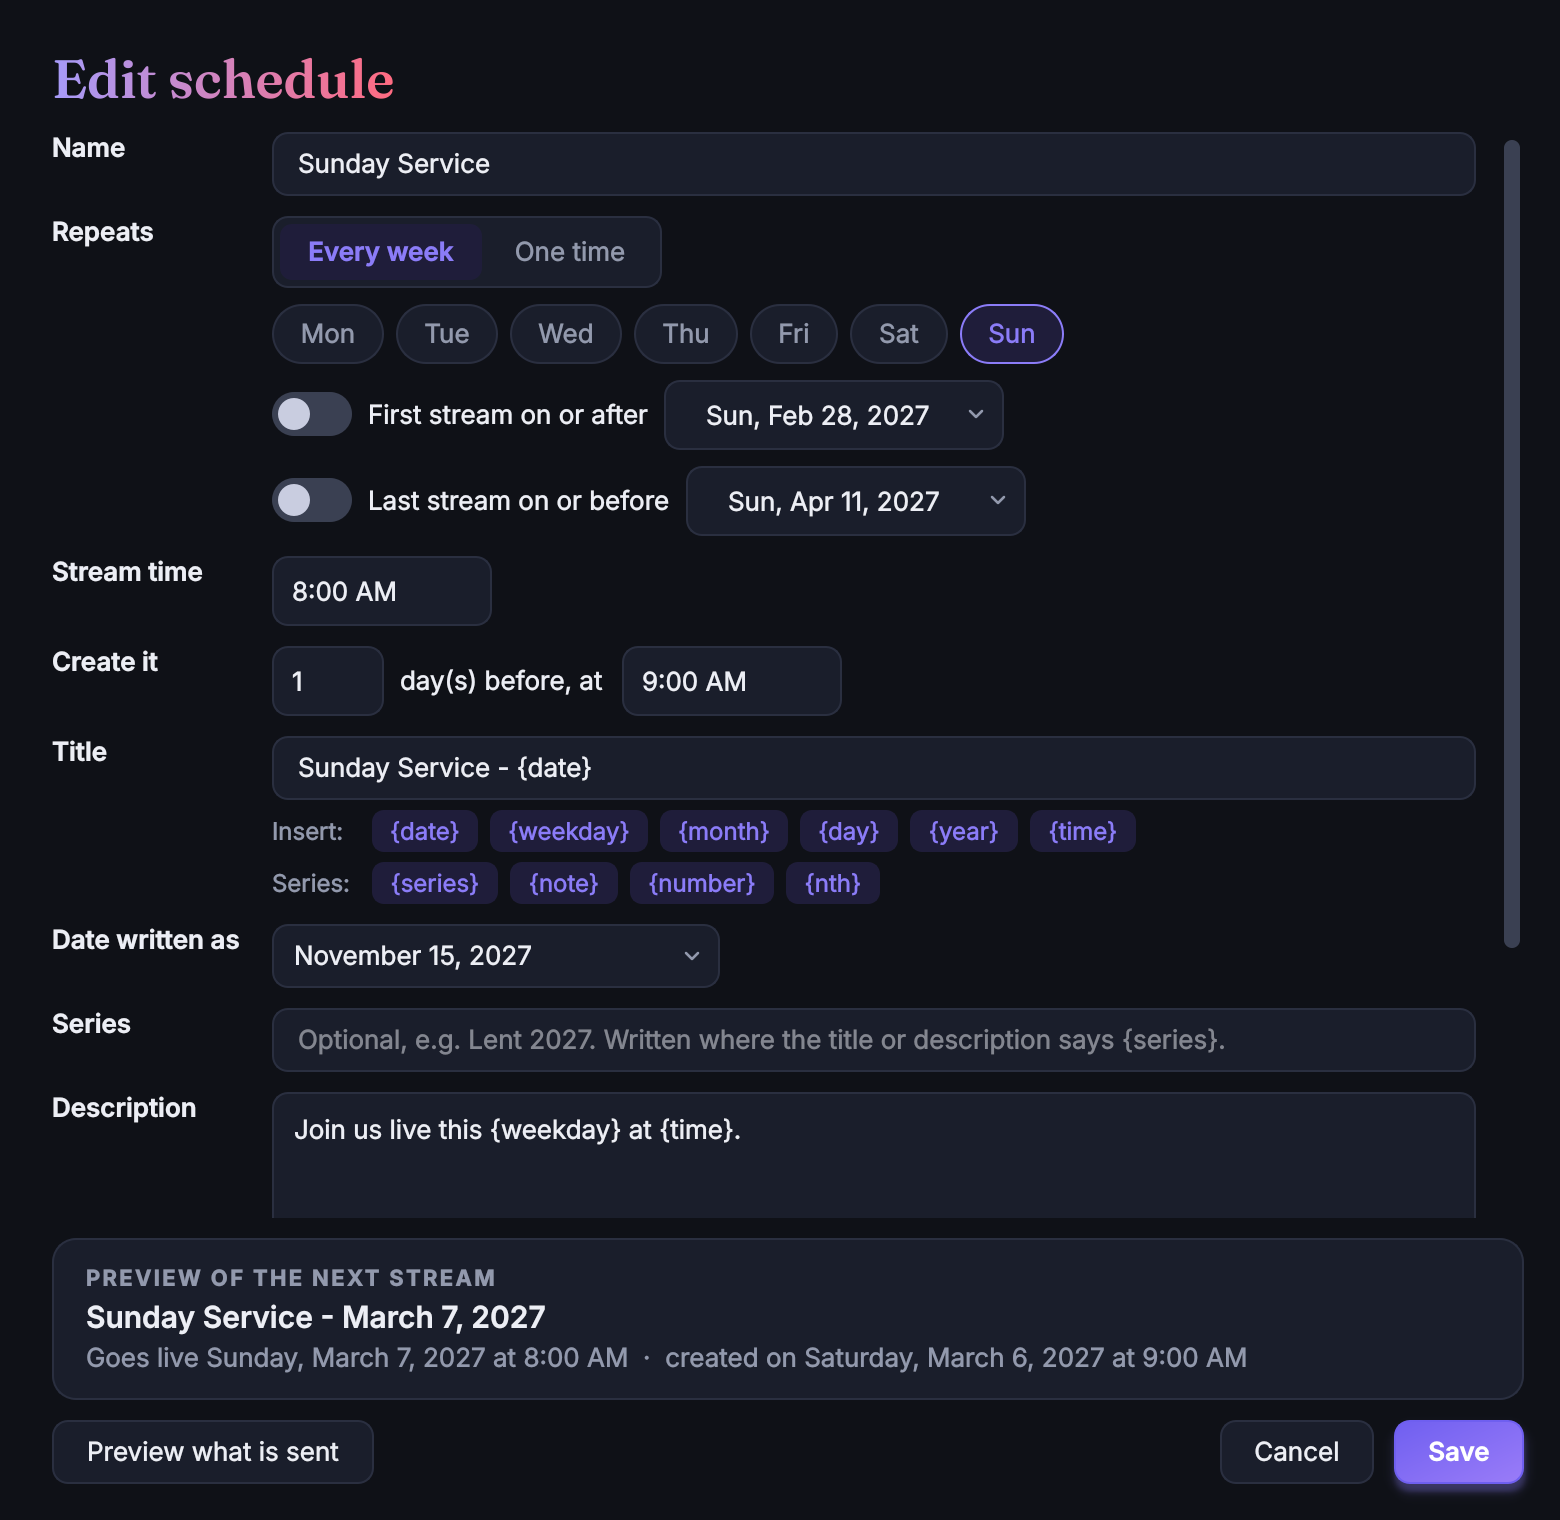 Edit schedule
Name
Sunday Service
Repeats
Every week One time
Mon Tue Wed Thu Fri Sat Sun
First stream on or after Sun, Feb 28, 2027
Last stream on or before Sun, Apr 11, 2027
Stream time
8:00 AM
Create it
1 day(s) before, at 9:00 AM
Title
Sunday Service - {date}
Insert: {date} {weekday} {month} {day} {year} {time}
Series: {series} {note} {number} {nth}
Date written as
November 15, 2027
Series
Optional, e.g. Lent 2027. Written where the title or description says {series}.
Description
Join us live this {weekday} at {time}.
PREVIEW OF THE NEXT STREAM
Sunday Service - March 7, 2027
Goes live Sunday, March 7, 2027 at 8:00 AM · created on Saturday, March 6, 2027 at 9:00 AM
Preview what is sent Cancel Save